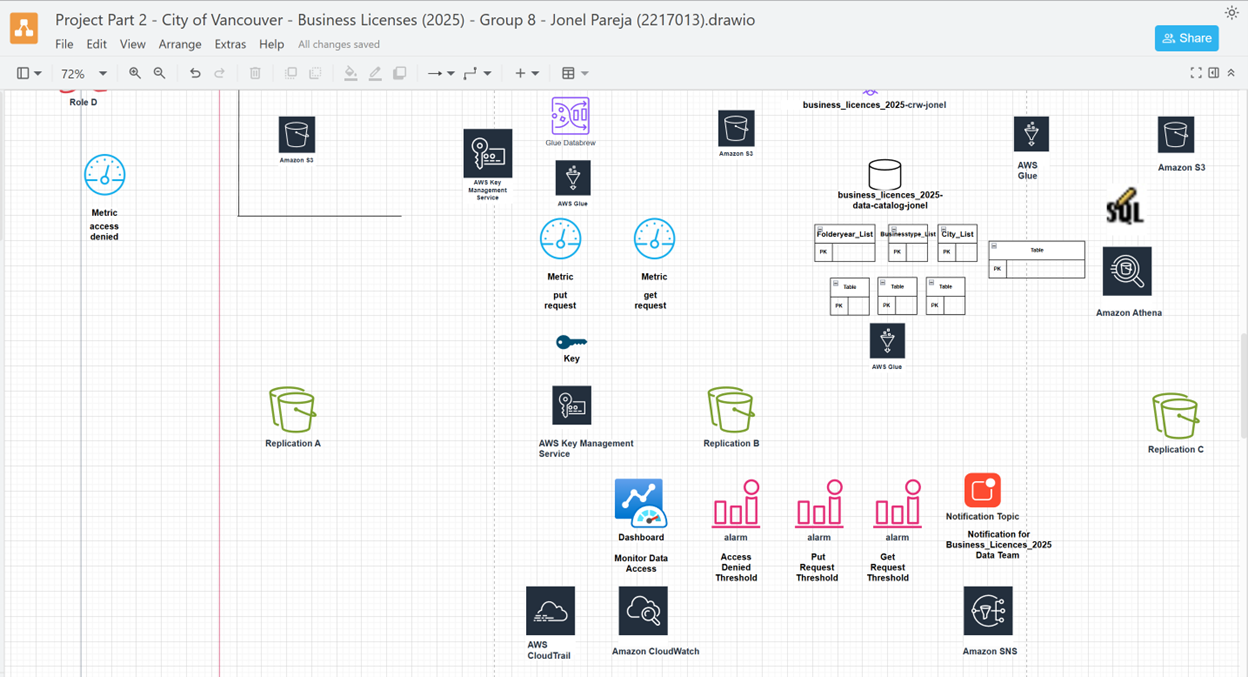 Project Part 2 - City of Vancouver - Business Licenses (2025) - Group 8 - Jonel Pareja (2217013).drawio
File Edit View Arrange Extras Help All changes saved
Share
72%
Role D
business_licences_2025-crw-jonel
Amazon S3
Glue Databrew
Amazon S3
AWS
Glue
Amazon S3
AWS Key
Management
Service
AWS Glue
business_licences_2025-
data-catalog-jonel
SQL
Metric
access
denied
Folderyear_List
Businesstype_List
City_List
PK
PK
PK
Table
PK
Metric
put
request
Metric
get
request
Table
Table
Table
PK
PK
PK
Amazon Athena
Key
AWS Glue
Replication A
AWS Key Management
Service
Replication B
Replication C
Dashboard
Monitor Data
Access
alarm
Access
Denied
Threshold
alarm
Put
Request
Threshold
alarm
Get
Request
Threshold
Notification Topic
Notification for
Business_Licences_2025
Data Team
AWS
CloudTrail
Amazon CloudWatch
Amazon SNS